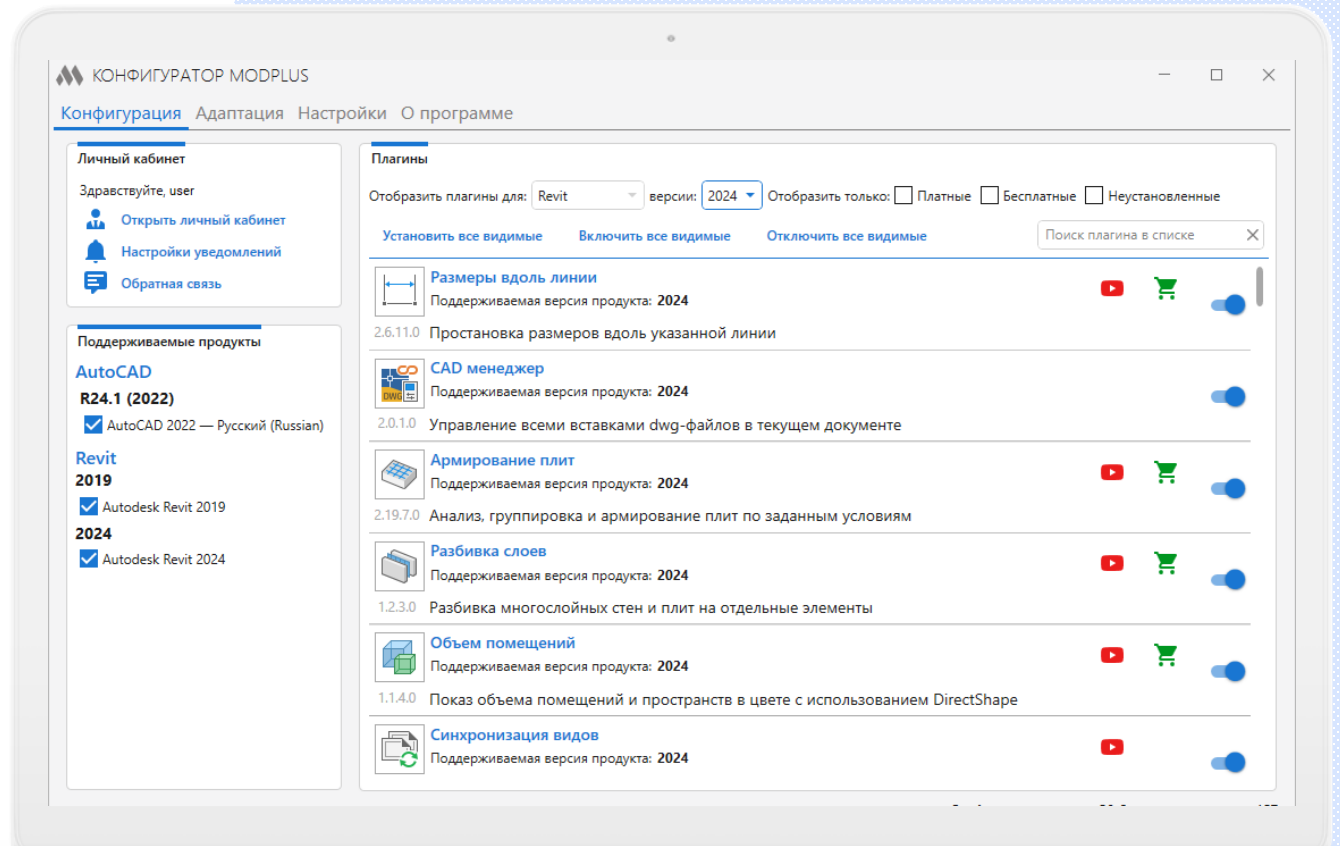 КОНФИГУРАТОР MODPLUS
Конфигурация Адаптация Настройки О программе
Личный кабинет
Здравствуйте, user
Открыть личный кабинет
Настройки уведомлений
Обратная связь
Поддерживаемые продукты
AutoCAD
R24.1 (2022)
AutoCAD 2022 — Русский (Russian)
Revit
2019
Autodesk Revit 2019
2024
Autodesk Revit 2024
Плагины
Отобразить плагины для: Revit версии: 2024 Отобразить только: Платные Бесплатные Неустановленные
Установить все видимые Включить все видимые Отключить все видимые Поиск плагина в списке
Размеры вдоль линии
Поддерживаемая версия продукта: 2024
2.6.11.0 Простановка размеров вдоль указанной линии
DWG
CAD менеджер
Поддерживаемая версия продукта: 2024
2.0.1.0 Управление всеми вставками dwg-файлов в текущем документе
Армирование плит
Поддерживаемая версия продукта: 2024
2.19.7.0 Анализ, группировка и армирование плит по заданным условиям
Разбивка слоев
Поддерживаемая версия продукта: 2024
1.2.3.0 Разбивка многослойных стен и плит на отдельные элементы
Объем помещений
Поддерживаемая версия продукта: 2024
1.1.4.0 Показ объема помещений и пространств в цвете с использованием DirectShape
Синхронизация видов
Поддерживаемая версия продукта: 2024